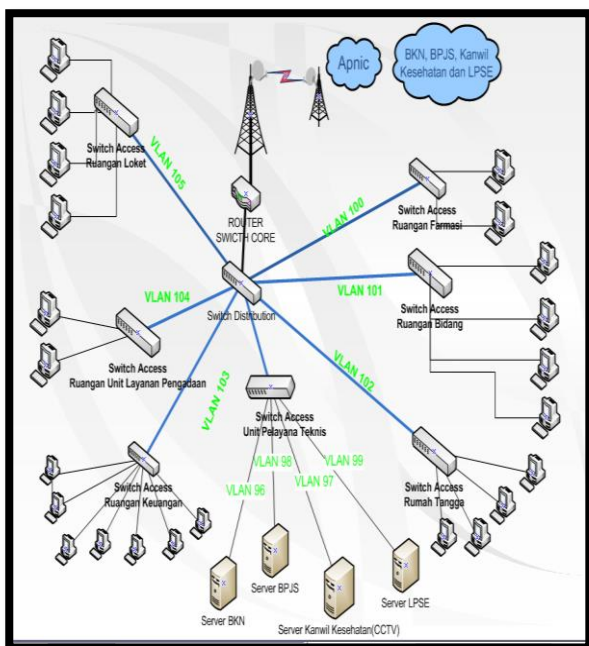 Apnic
BKN, BPJS, Kanwil
Kesehatan dan LPSE
Switch Access
Ruangan Loket
VLAN 105
ROUTER
SWICTH CORE
VLAN 100
Switch Access
Ruangan Farmasi
VLAN 104
Switch Distribution
VLAN 101
Switch Access
Ruangan Bidang
Switch Access
Ruangan Unit Layanan Pengadaan
VLAN 103
VLAN 102
Switch Access
Unit Pelayana Teknis
Switch Access
Ruangan Keuangan
VLAN 96
VLAN 98
VLAN 97
VLAN 99
Switch Access
Rumah Tangga
Server BKN
Server BPJS
Server Kanwil Kesehatan(CCTV)
Server LPSE